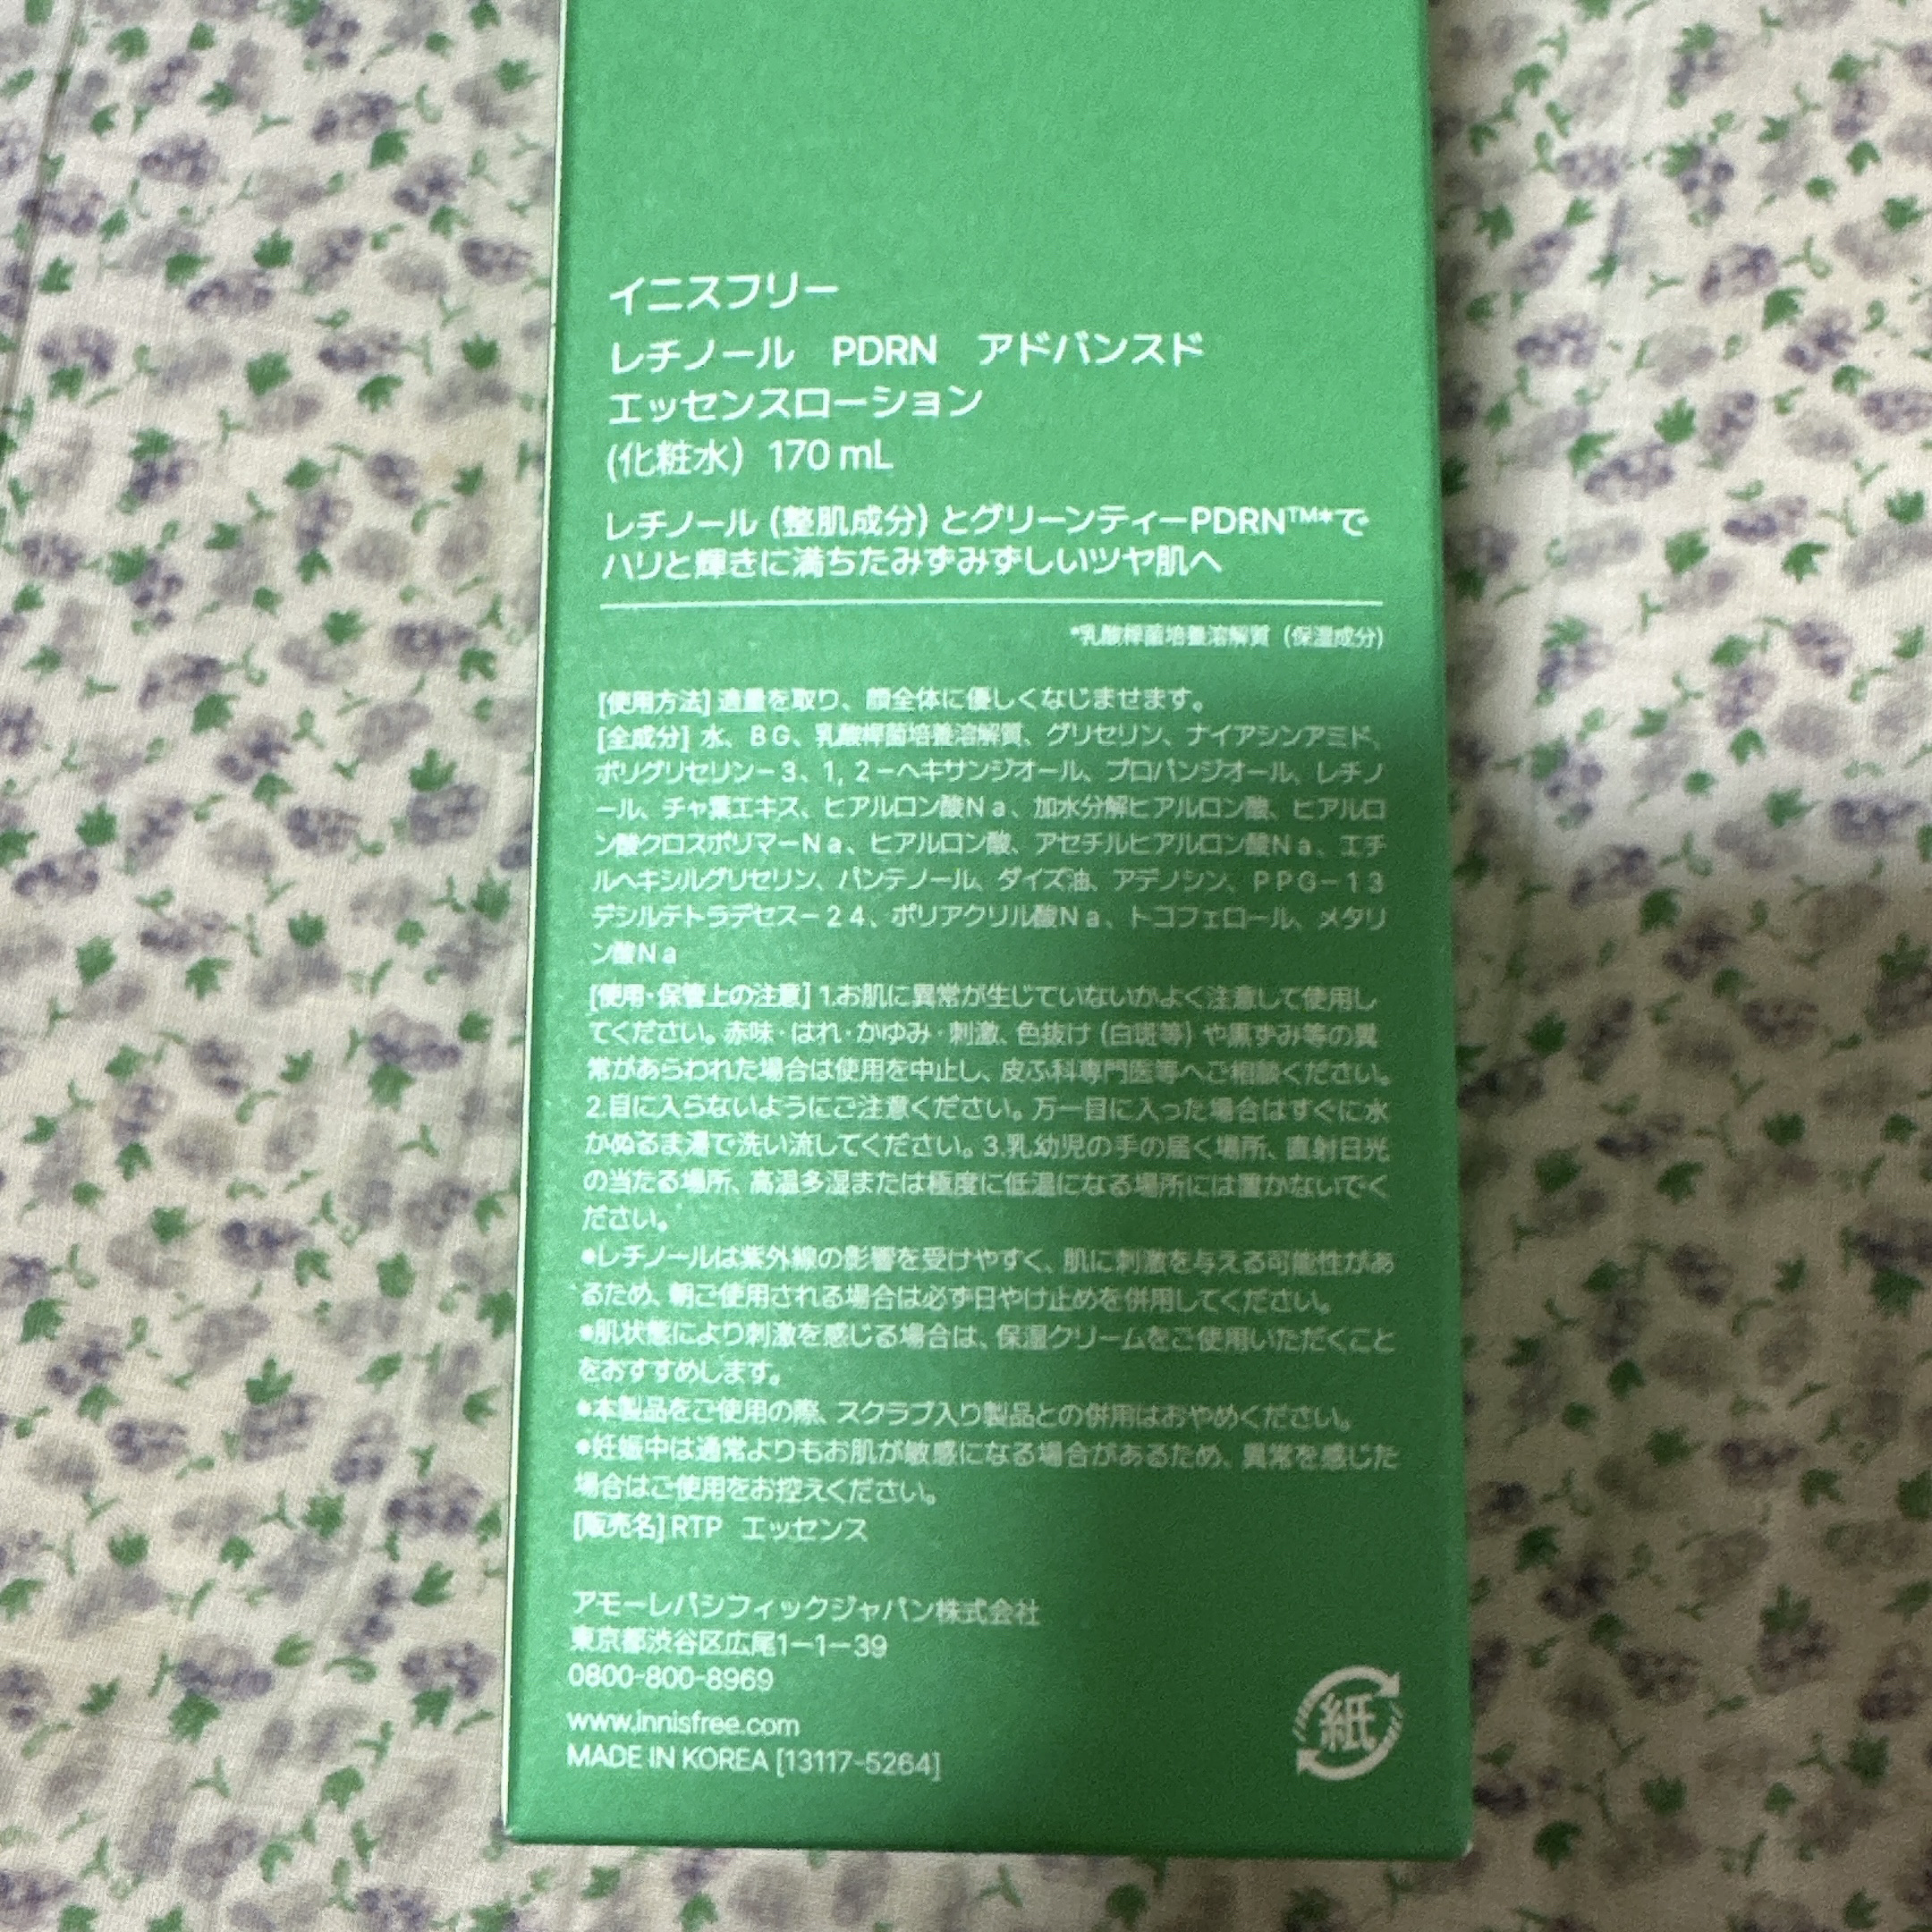 イニスフリー
レチノール　PDRN　アドバンスド
エッセンスローション
(化粧水）170 mL
レチノール (整肌成分) とグリーンティーPDRN™*で
ハリと輝きに満ちたみずみずしいツヤ肌へ
*乳酸桿菌培養溶解質（保湿成分)
[使用方法] 適量を取り、顔全体に優しくなじませます。
[全成分] 水、ＢＧ、乳酸桿菌培養溶解質、グリセリン、ナイアシンアミド、
ポリグリセリン－３、１，２－ヘキサンジオール、プロパンジオール、レチノ
ール、チャ葉エキス、ヒアルロン酸Ｎａ、加水分解ヒアルロン酸、ヒアルロ
ン酸クロスポリマーＮａ、ヒアルロン酸、アセチルヒアルロン酸Ｎａ、エチ
ルヘキシルグリセリン、パンテノール、ダイズ油、アデノシン、ＰＰＧ－１３
デシルテトラデセス－２４、ポリアクリル酸Ｎａ、トコフェロール、メタリ
ン酸Ｎａ
[使用・保管上の注意] 1.お肌に異常が生じていないかよく注意して使用し
てください。赤味・はれ・かゆみ・刺激、色抜け (白斑等) や黒ずみ等の異
常があらわれた場合は使用を中止し、皮ふ科専門医等へご相談ください。
2.目に入らないようにご注意ください。万一目に入った場合はすぐに水
かぬるま湯で洗い流してください。3.乳幼児の手の届く場所、直射日光
の当たる場所、高温多湿または極度に低温になる場所には置かないでく
ださい。
●レチノールは紫外線の影響を受けやすく、肌に刺激を与える可能性があ
るため、朝ご使用される場合は必ず日やけ止めを併用してください。
●肌状態により刺激を感じる場合は、保湿クリームをご使用いただくこと
をおすすめします。
●本製品をご使用の際、スクラブ入り製品との併用はおやめください。
●妊娠中は通常よりもお肌が敏感になる場合があるため、異常を感じた
場合はご使用をお控えください。
[販売名] RTP　エッセンス
アモーレパシフィックジャパン株式会社
東京都渋谷区広尾1－1－39
0800-800-8969
www.innisfree.com
MADE IN KOREA [13117-5264]
紙